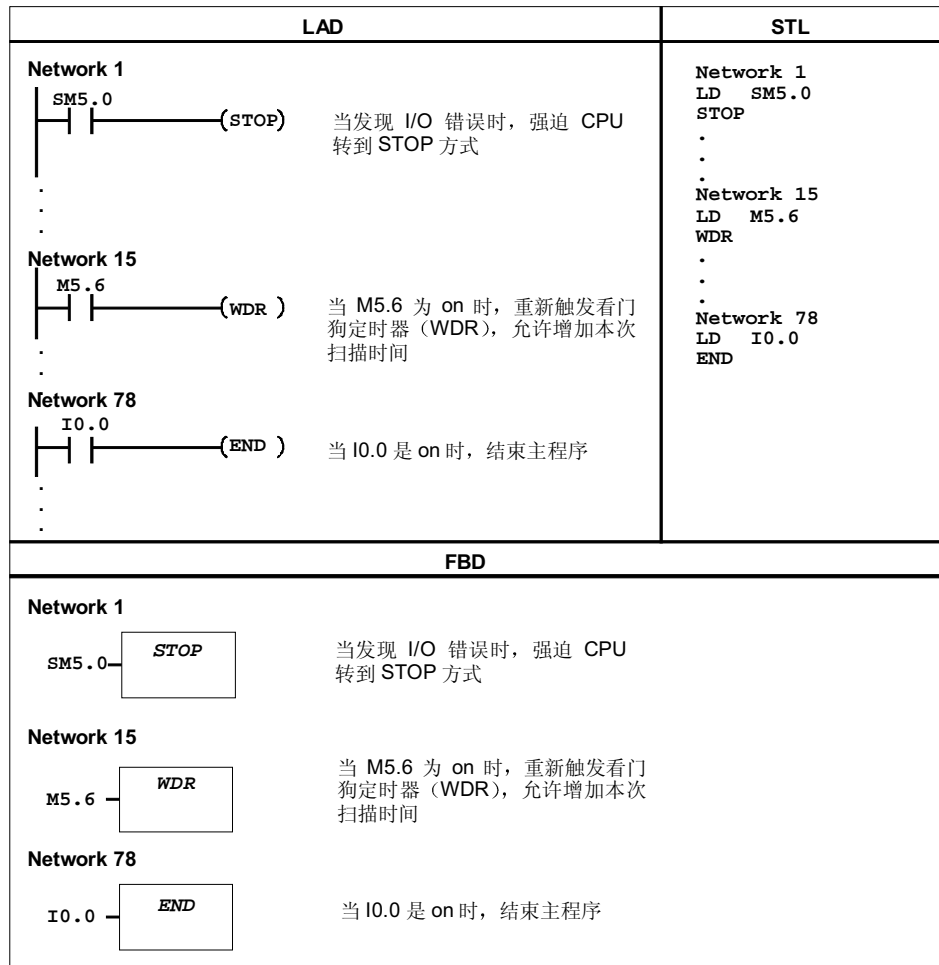 LAD
Network 1
SM5.0
(STOP)
当发现 I/O 错误时，强迫 CPU
转到 STOP 方式
.
.
.
Network 15
M5.6
(WDR )
当 M5.6 为 on 时，重新触发看门
狗定时器（WDR），允许增加本次
扫描时间
.
.
.
Network 78
I0.0
(END )
当 I0.0 是 on 时，结束主程序
.
.
.
STL
Network 1
LD SM5.0
STOP
.
.
.
Network 15
LD M5.6
WDR
.
.
.
Network 78
LD I0.0
END
FBD
Network 1
SM5.0
STOP
当发现 I/O 错误时，强迫 CPU
转到 STOP 方式
Network 15
M5.6
WDR
当 M5.6 为 on 时，重新触发看门
狗定时器（WDR），允许增加本次
扫描时间
Network 78
I0.0
END
当 I0.0 是 on 时，结束主程序